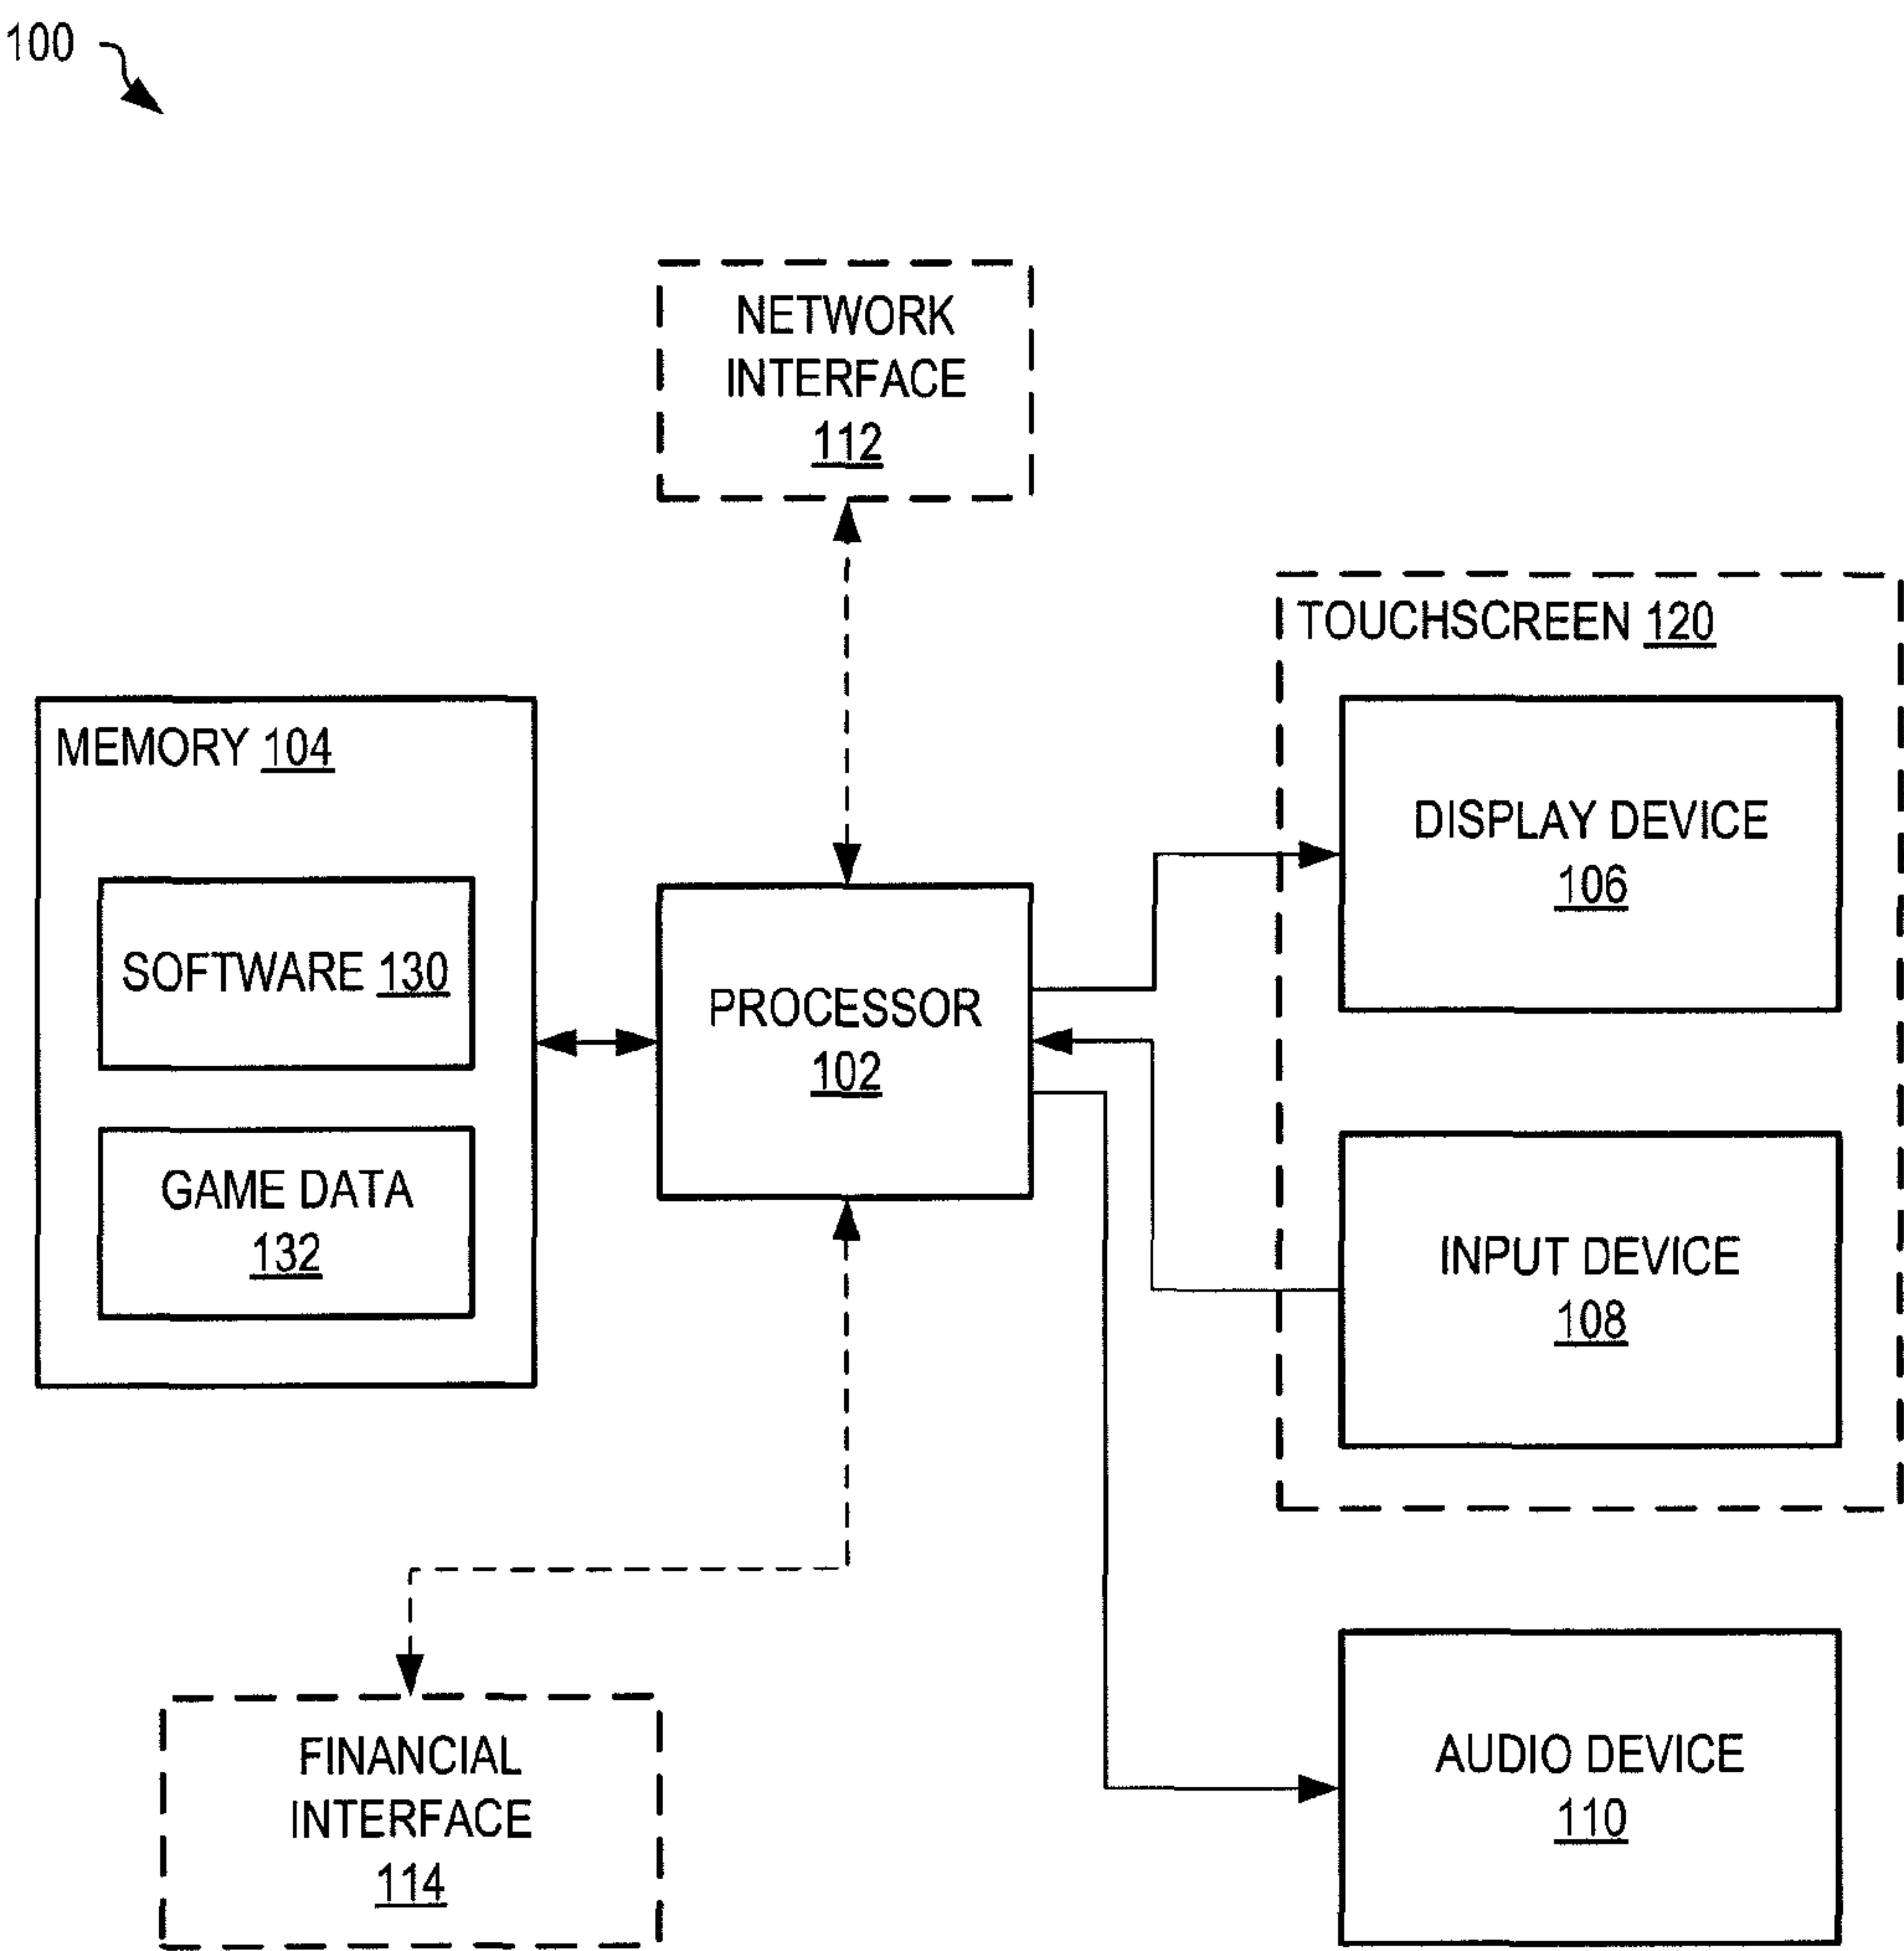 100
NETWORK
INTERFACE
112
TOUCHSCREEN 120
MEMORY 104
DISPLAY DEVICE
106
SOFTWARE 130
PROCESSOR
102
GAME DATA
132
INPUT DEVICE
108
FINANCIAL
INTERFACE
114
AUDIO DEVICE
110